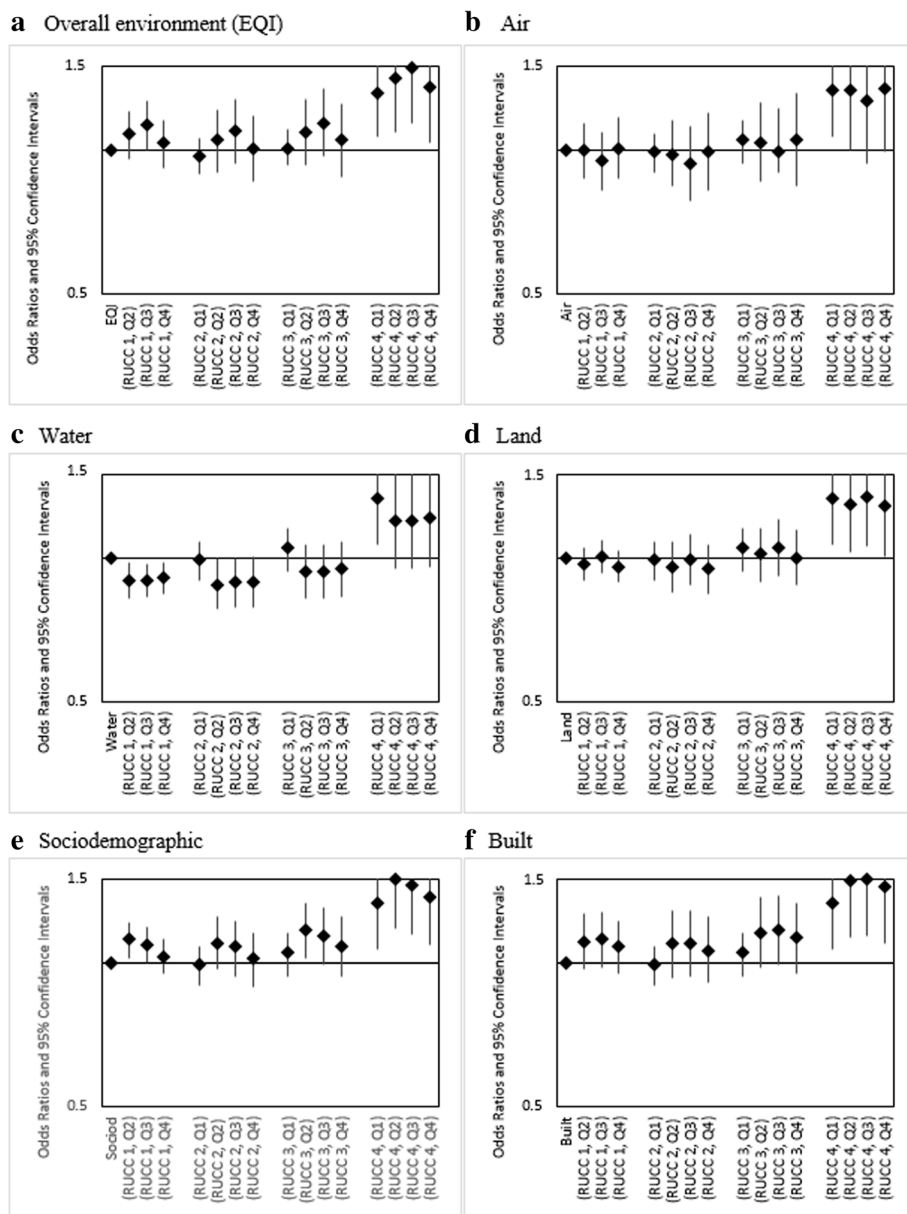 a Overall environment (EQI)
1.5
0.5
Odds Ratios and 95% Confidence Intervals
EQI
(RUCC 1, Q2)
(RUCC 1, Q3)
(RUCC 1, Q4)
(RUCC 2, Q1)
(RUCC 2, Q2)
(RUCC 2, Q3)
(RUCC 2, Q4)
(RUCC 3, Q1)
(RUCC 3, Q2)
(RUCC 3, Q3)
(RUCC 3, Q4)
(RUCC 4, Q1)
(RUCC 4, Q2)
(RUCC 4, Q3)
(RUCC 4, Q4)
b Air
1.5
0.5
Odds Ratios and 95% Confidence Intervals
Air
(RUCC 1, Q2)
(RUCC 1, Q3)
(RUCC 1, Q4)
(RUCC 2, Q1)
(RUCC 2, Q2)
(RUCC 2, Q3)
(RUCC 2, Q4)
(RUCC 3, Q1)
(RUCC 3, Q2)
(RUCC 3, Q3)
(RUCC 3, Q4)
(RUCC 4, Q1)
(RUCC 4, Q2)
(RUCC 4, Q3)
(RUCC 4, Q4)
c Water
1.5
0.5
Odds Ratios and 95% Confidence Intervals
Water
(RUCC 1, Q2)
(RUCC 1, Q3)
(RUCC 1, Q4)
(RUCC 2, Q1)
(RUCC 2, Q2)
(RUCC 2, Q3)
(RUCC 2, Q4)
(RUCC 3, Q1)
(RUCC 3, Q2)
(RUCC 3, Q3)
(RUCC 3, Q4)
(RUCC 4, Q1)
(RUCC 4, Q2)
(RUCC 4, Q3)
(RUCC 4, Q4)
d Land
1.5
0.5
Odds Ratios and 95% Confidence Intervals
Land
(RUCC 1, Q2)
(RUCC 1, Q3)
(RUCC 1, Q4)
(RUCC 2, Q1)
(RUCC 2, Q2)
(RUCC 2, Q3)
(RUCC 2, Q4)
(RUCC 3, Q1)
(RUCC 3, Q2)
(RUCC 3, Q3)
(RUCC 3, Q4)
(RUCC 4, Q1)
(RUCC 4, Q2)
(RUCC 4, Q3)
(RUCC 4, Q4)
e Sociodemographic
1.5
0.5
Odds Ratios and 95% Confidence Intervals
Sociod
(RUCC 1, Q2)
(RUCC 1, Q3)
(RUCC 1, Q4)
(RUCC 2, Q1)
(RUCC 2, Q2)
(RUCC 2, Q3)
(RUCC 2, Q4)
(RUCC 3, Q1)
(RUCC 3, Q2)
(RUCC 3, Q3)
(RUCC 3, Q4)
(RUCC 4, Q1)
(RUCC 4, Q2)
(RUCC 4, Q3)
(RUCC 4, Q4)
f Built
1.5
0.5
Odds Ratios and 95% Confidence Intervals
Built
(RUCC 1, Q2)
(RUCC 1, Q3)
(RUCC 1, Q4)
(RUCC 2, Q1)
(RUCC 2, Q2)
(RUCC 2, Q3)
(RUCC 2, Q4)
(RUCC 3, Q1)
(RUCC 3, Q2)
(RUCC 3, Q3)
(RUCC 3, Q4)
(RUCC 4, Q1)
(RUCC 4, Q2)
(RUCC 4, Q3)
(RUCC 4, Q4)